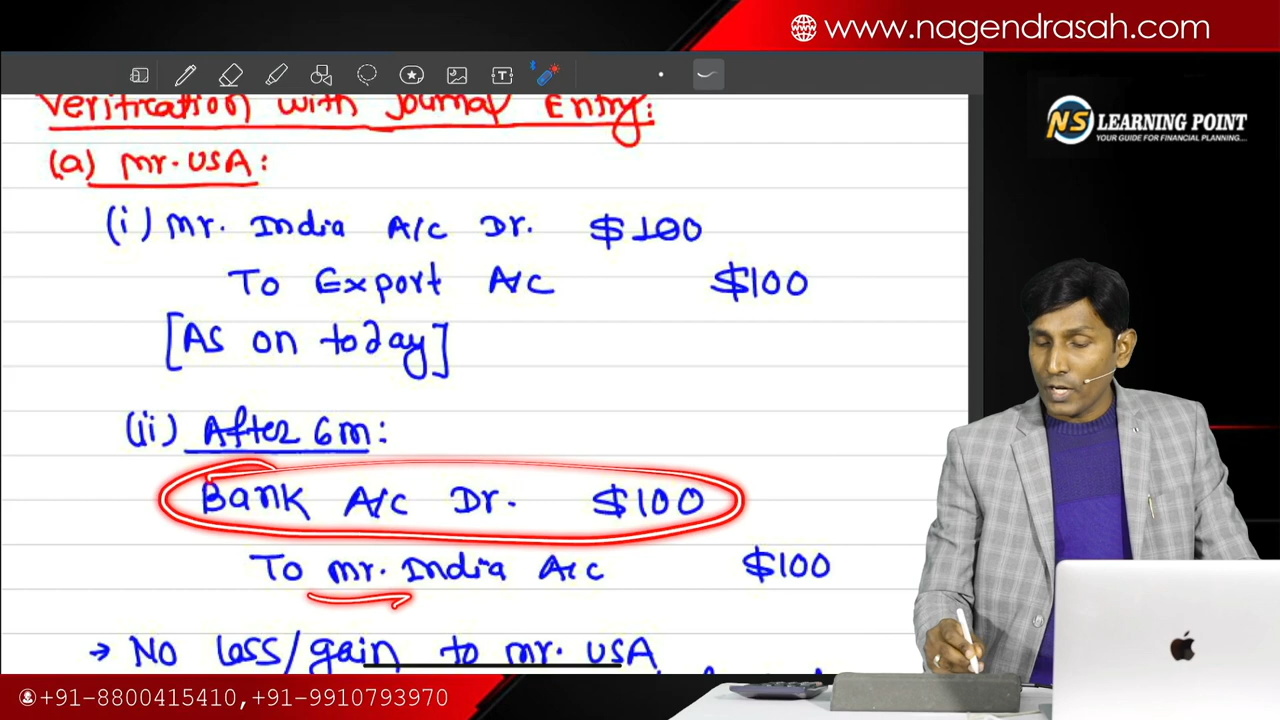 www.nagendrasah.com
NS LEARNING POINT
YOUR GUIDE FOR FINANCIAL PLANNING....
Verification with Journal Entry:
(a) Mr. USA:
(i) Mr. India A/c Dr. $100
To Export A/c $100
[As on today]
(ii) After 6m:
Bank A/c Dr. $100
To Mr. India A/c $100
→ No loss/gain to Mr. USA
+91-8800415410,+91-9910793970